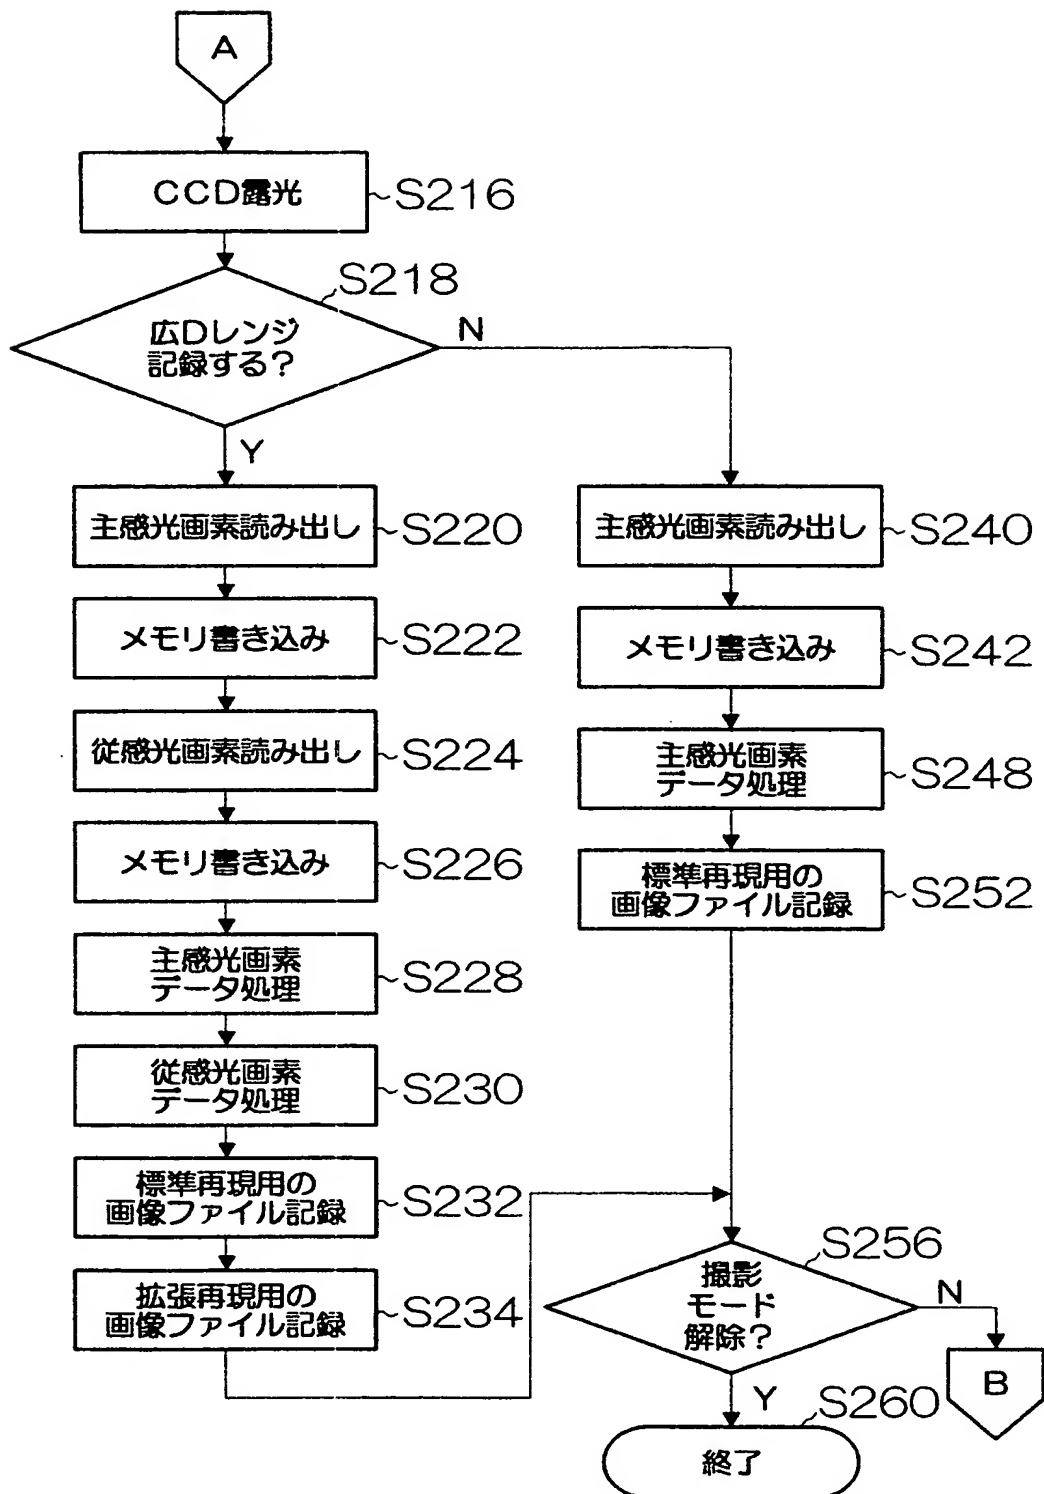 A
CCD露光
S216
S218
広Dレンジ
記録する?
N
Y
主感光画素読み出し
S220
主感光画素読み出し
S240
メモリ書き込み
S222
メモリ書き込み
S242
従感光画素読み出し
S224
主感光画素
データ処理
S248
メモリ書き込み
S226
標準再現用の
画像ファイル記録
S252
主感光画素
データ処理
S228
従感光画素
データ処理
S230
標準再現用の
画像ファイル記録
S232
拡張再現用の
画像ファイル記録
S234
S256
撮影
モード
解除?
N
B
Y
S260
終了